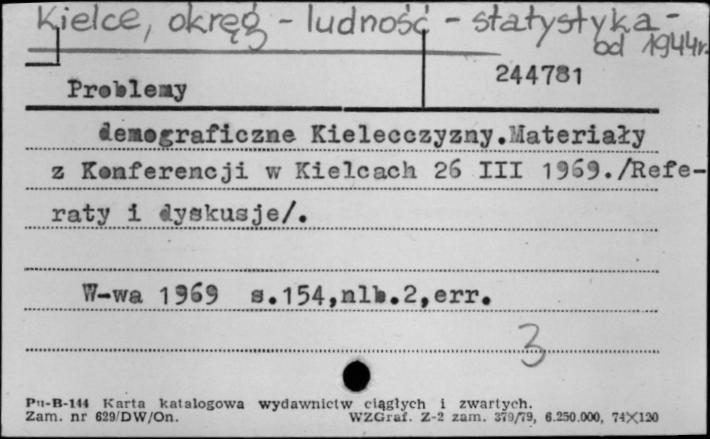 Kielce, okręg - ludność - statystyka -
od 1944r.
244781
Problemy
demograficzne Kielecczyzny.Materiały
z Konferencji w Kielcach 26 III 1969./Refe-
raty i dyskusje/.
W-wa 1969 s.154,nlb.2,err.
3
Pu-B-144 Karta katalogowa wydawnictw ciągłych i zwartych.
Zam. nr 629/DW/On. WZGraf. Z-2 zam. 379/79, 6.250.000, 74X120